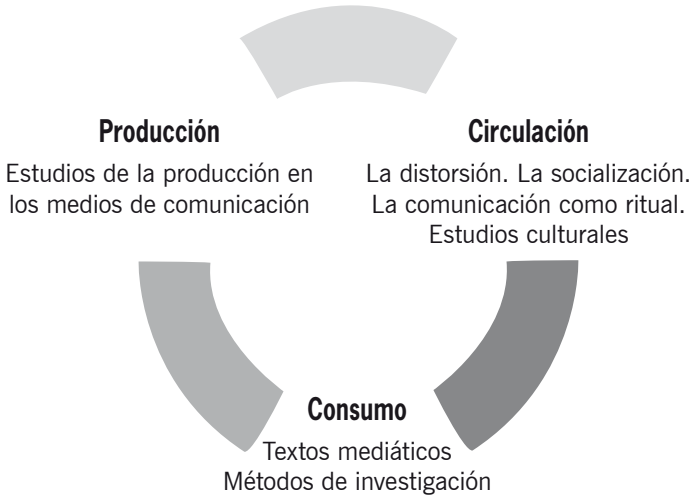 Producción
Estudios de la producción en
los medios de comunicación
Circulación
La distorsión. La socialización.
La comunicación como ritual.
Estudios culturales
Consumo
Textos mediáticos
Métodos de investigación